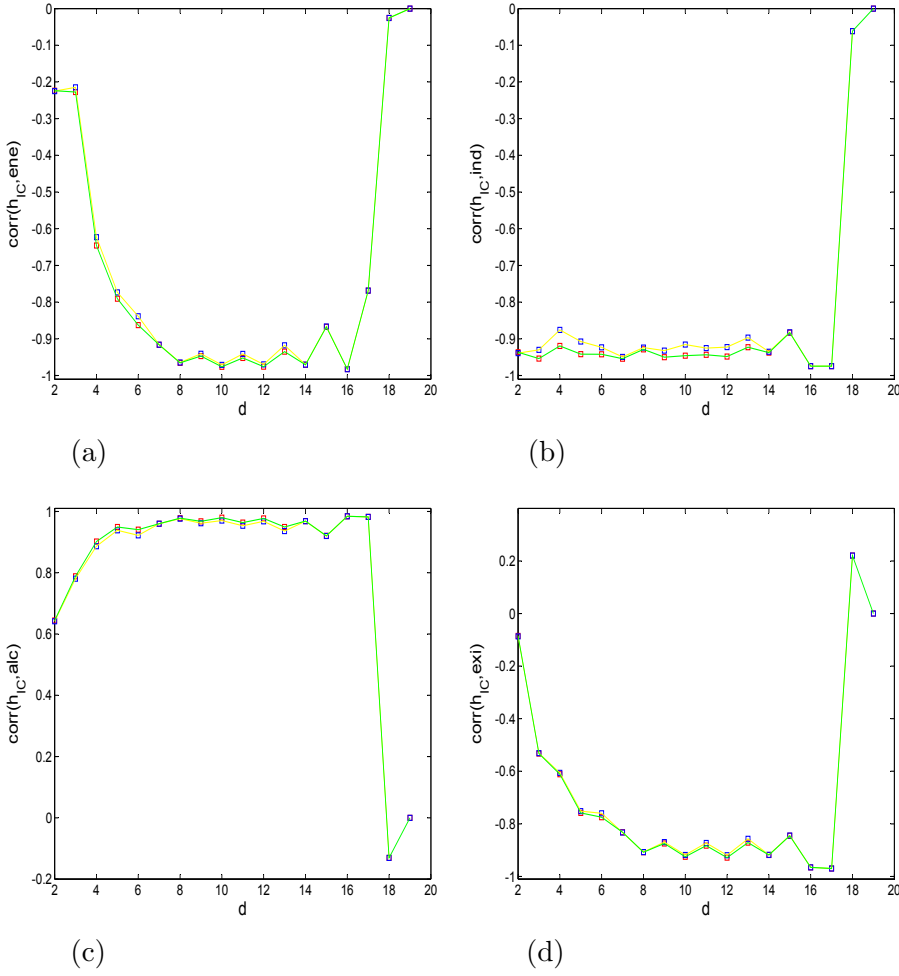 0
-0.1
-0.2
-0.3
-0.4
-0.5
-0.6
-0.7
-0.8
-0.9
-1
corr(h_IC,ene)
2 4 6 8 10 12 14 16 18 20
d
(a)
0
-0.1
-0.2
-0.3
-0.4
-0.5
-0.6
-0.7
-0.8
-0.9
-1
corr(h_IC,ind)
2 4 6 8 10 12 14 16 18 20
d
(b)
1
0.8
0.6
0.4
0.2
0
-0.2
corr(h_IC,alc)
2 4 6 8 10 12 14 16 18 20
d
(c)
0.2
0
-0.2
-0.4
-0.6
-0.8
-1
corr(h_IC,exi)
2 4 6 8 10 12 14 16 18 20
d
(d)